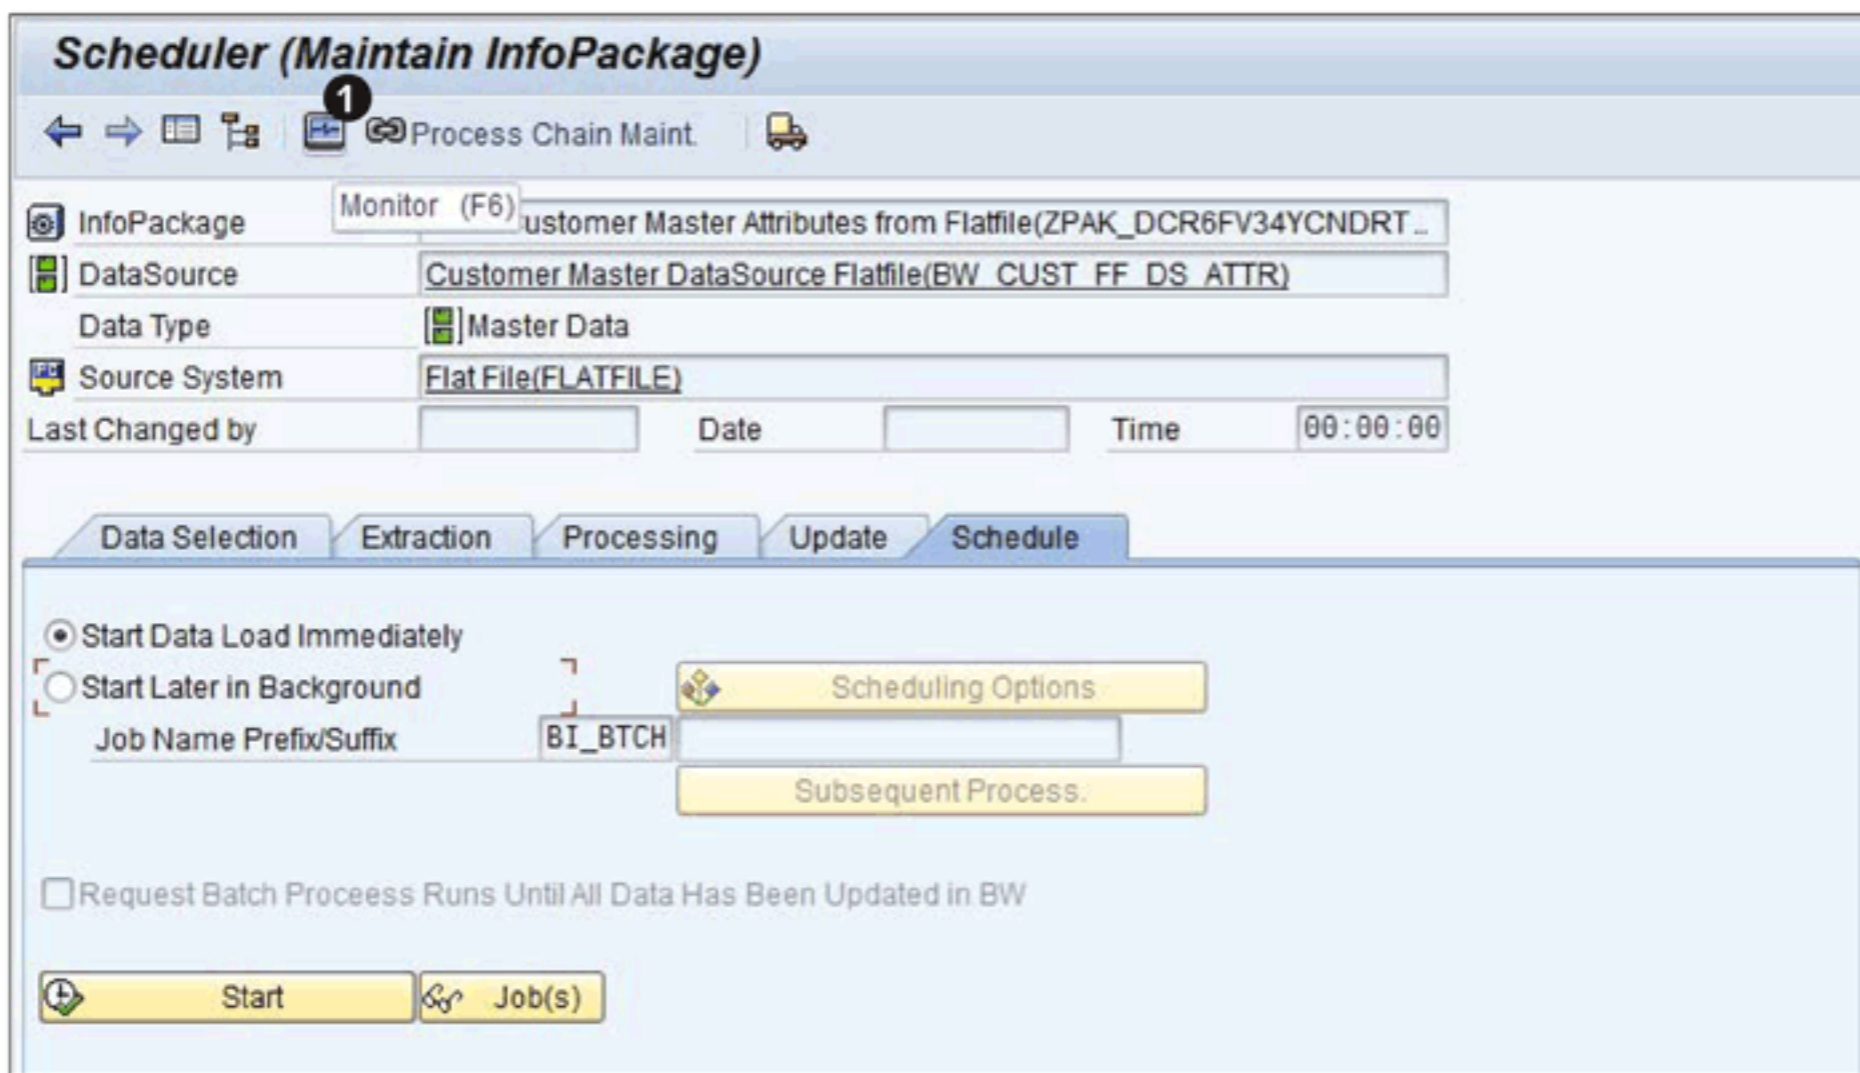 Scheduler (Maintain InfoPackage)
1
Process Chain Maint.
Monitor (F6)
InfoPackage ustomer Master Attributes from Flatfile(ZPAK_DCR6FV34YCNDRT...
DataSource Customer Master DataSource Flatfile(BW_CUST_FF_DS_ATTR)
Data Type Master Data
Source System Flat File(FLATFILE)
Last Changed by Date Time 00:00:00
Data Selection Extraction Processing Update Schedule
Start Data Load Immediately
Start Later in Background Scheduling Options
Job Name Prefix/Suffix BI_BTCH
Subsequent Process.
Request Batch Proceess Runs Until All Data Has Been Updated in BW
Start Job(s)